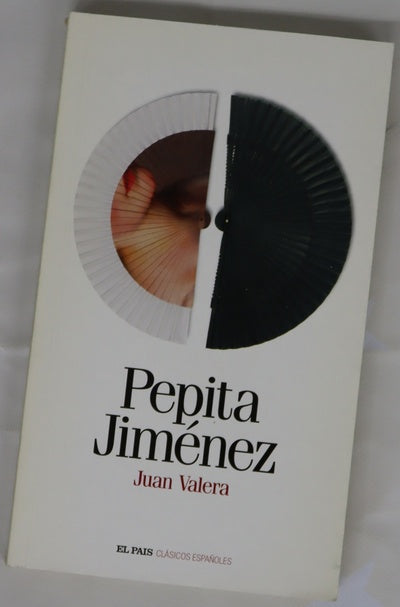 Pepita
Jiménez
Juan Valera
EL PAIS CLÁSICOS ESPAÑOLES